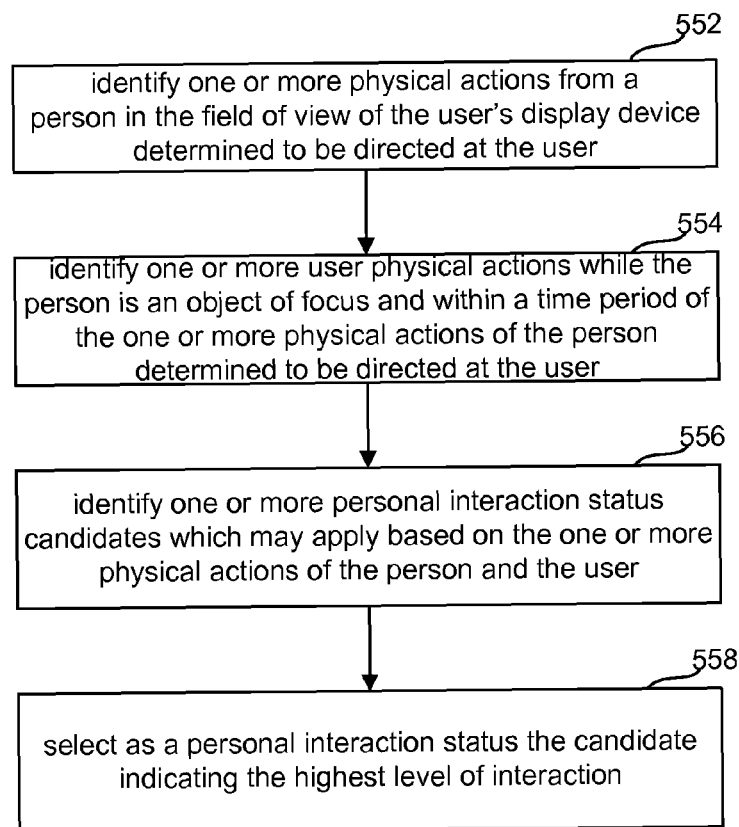 552
identify one or more physical actions from a
person in the field of view of the user's display device
determined to be directed at the user
554
identify one or more user physical actions while the
person is an object of focus and within a time period of
the one or more physical actions of the person
determined to be directed at the user
556
identify one or more personal interaction status
candidates which may apply based on the one or more
physical actions of the person and the user
558
select as a personal interaction status the candidate
indicating the highest level of interaction